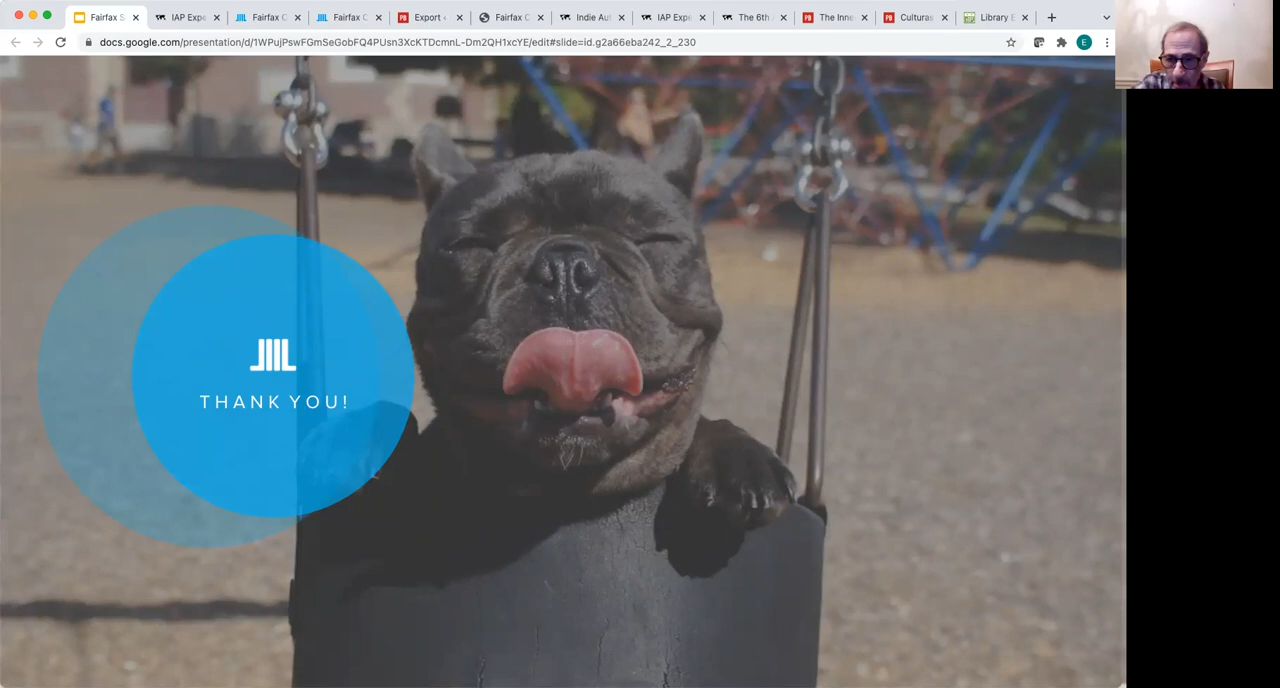 Fairfax S
IAP Expe
Fairfax C
Fairfax C
Export
Fairfax C
Indie Aut
IAP Expe
The 6th
The Inne
Culturas
Library E
docs.google.com/presentation/d/1WPujPswFGmSeGobFQ4PUsn3XcKTDcmnL-Dm2QH1xcYE/edit#slide=id.g2a66eba242_2_230
E
THANK YOU!